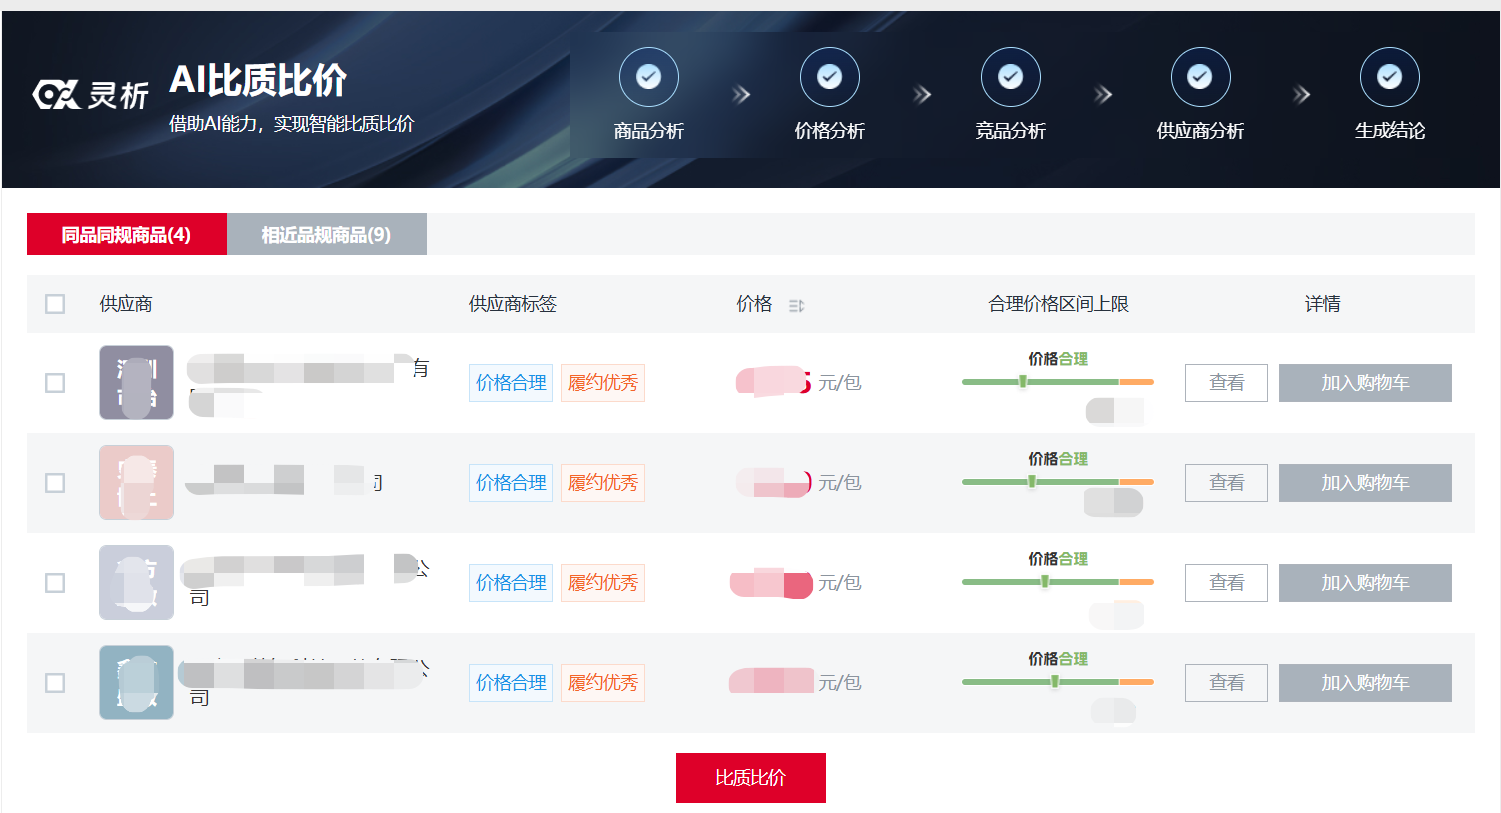 灵析
AI比质比价
借助AI能力，实现智能比质比价
商品分析
价格分析
竞品分析
供应商分析
生成结论
同品同规商品(4) 相近品规商品(9)
供应商 供应商标签 价格 合理价格区间上限 详情
有
价格合理 履约优秀 元/包 价格合理 查看 加入购物车
司
价格合理 履约优秀 元/包 价格合理 查看 加入购物车
公
司
价格合理 履约优秀 元/包 价格合理 查看 加入购物车
公
司
价格合理 履约优秀 元/包 价格合理 查看 加入购物车
比质比价